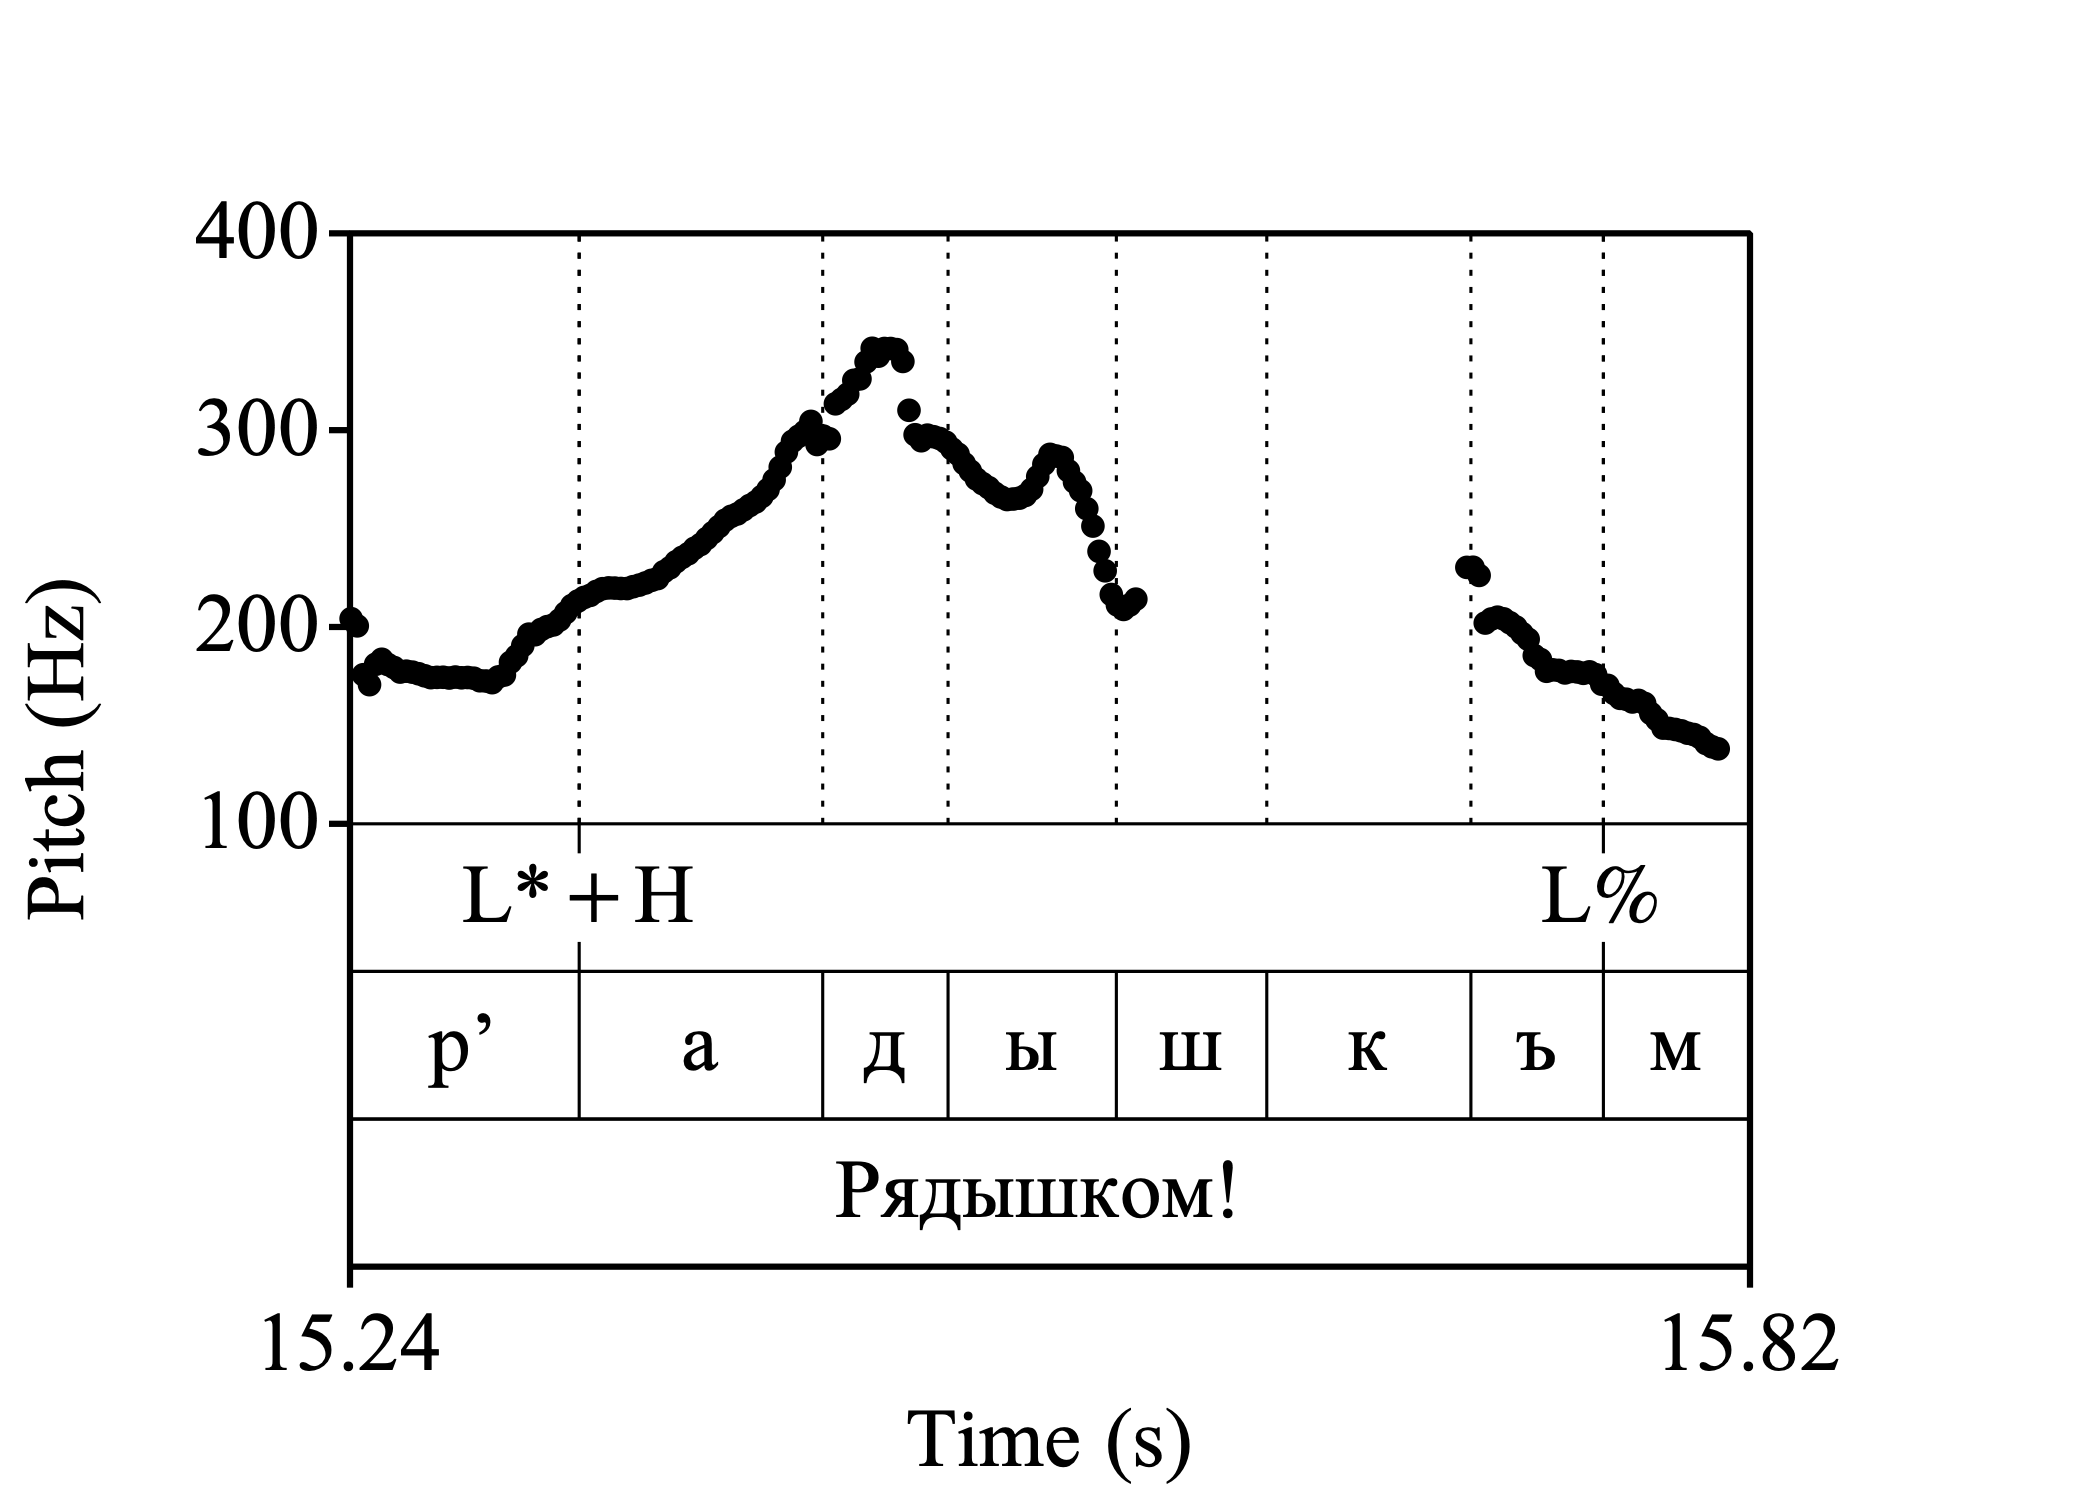 400
300
200
100
Pitch (Hz)
L*+H L%
р’ а д ы ш к ъ м
Рядышком!
15.24 15.82
Time (s)